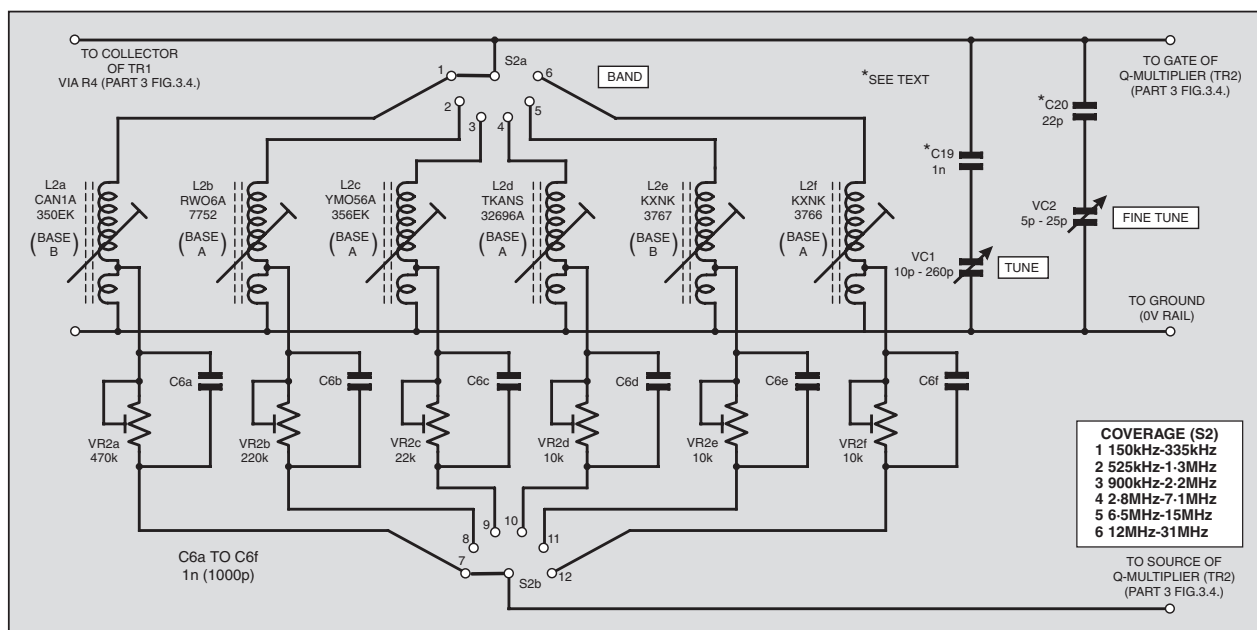 TO COLLECTOR
OF TR1
VIA R4 (PART 3 FIG.3.4.)
S2a
1
2
3
4
5
6
BAND
*SEE TEXT
TO GATE OF
Q-MULTIPLIER (TR2)
(PART 3 FIG.3.4.)
*C20
22p
*C19
1n
L2a
CAN1A
350EK
(BASE
B)
L2b
RWO6A
7752
(BASE
A)
L2c
YMO56A
356EK
(BASE
A)
L2d
TKANS
32696A
(BASE
A)
L2e
KXNK
3767
(BASE
B)
L2f
KXNK
3766
(BASE
A)
VC2
5p - 25p
FINE TUNE
VC1
10p - 260p
TUNE
TO GROUND
(0V RAIL)
C6a
C6b
C6c
C6d
C6e
C6f
VR2a
470k
VR2b
220k
VR2c
22k
VR2d
10k
VR2e
10k
VR2f
10k
COVERAGE (S2)
1 150kHz-335kHz
2 525kHz-1·3MHz
3 900kHz-2·2MHz
4 2·8MHz-7·1MHz
5 6·5MHz-15MHz
6 12MHz-31MHz
7
8
9
10
11
12
S2b
C6a TO C6f
1n (1000p)
TO SOURCE OF
Q-MULTIPLIER (TR2)
(PART 3 FIG.3.4.)